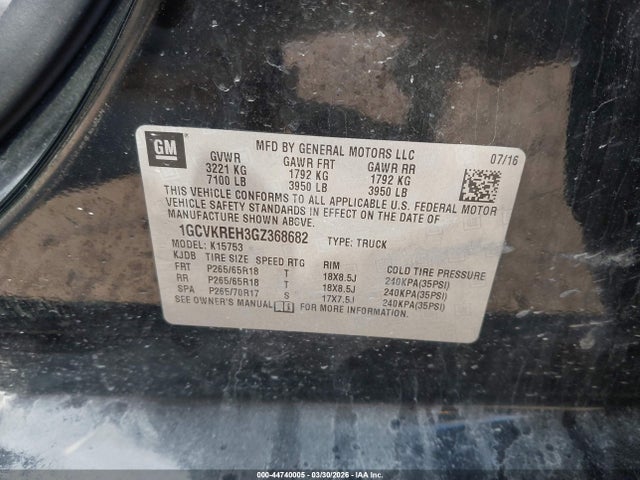 GM
MFD BY GENERAL MOTORS LLC 07/16
GVWR GAWR FRT GAWR RR
3221 KG 1792 KG 1792 KG
7100 LB 3950 LB 3950 LB
THIS VEHICLE CONFORMS TO ALL APPLICABLE U.S. FEDERAL MOTOR
VEHICLE SAFETY STANDARDS IN EFFECT ON THE DATE OF
MANUFACTURE SHOWN ABOVE.
1GCVKREH3GZ368682 TYPE: TRUCK
MODEL: K15753
KJDB TIRE SIZE SPEED RTG RIM COLD TIRE PRESSURE
FRT P265/65R18 T 18X8.5J 240KPA(35PSI)
RR P265/65R18 T 18X8.5J 240KPA(35PSI)
SPA P265/70R17 S 17X7.5J 240KPA(35PSI)
SEE OWNER'S MANUAL FOR MORE INFORMATION.
00-44740005 - 03/30/2026 - IAAI.COM